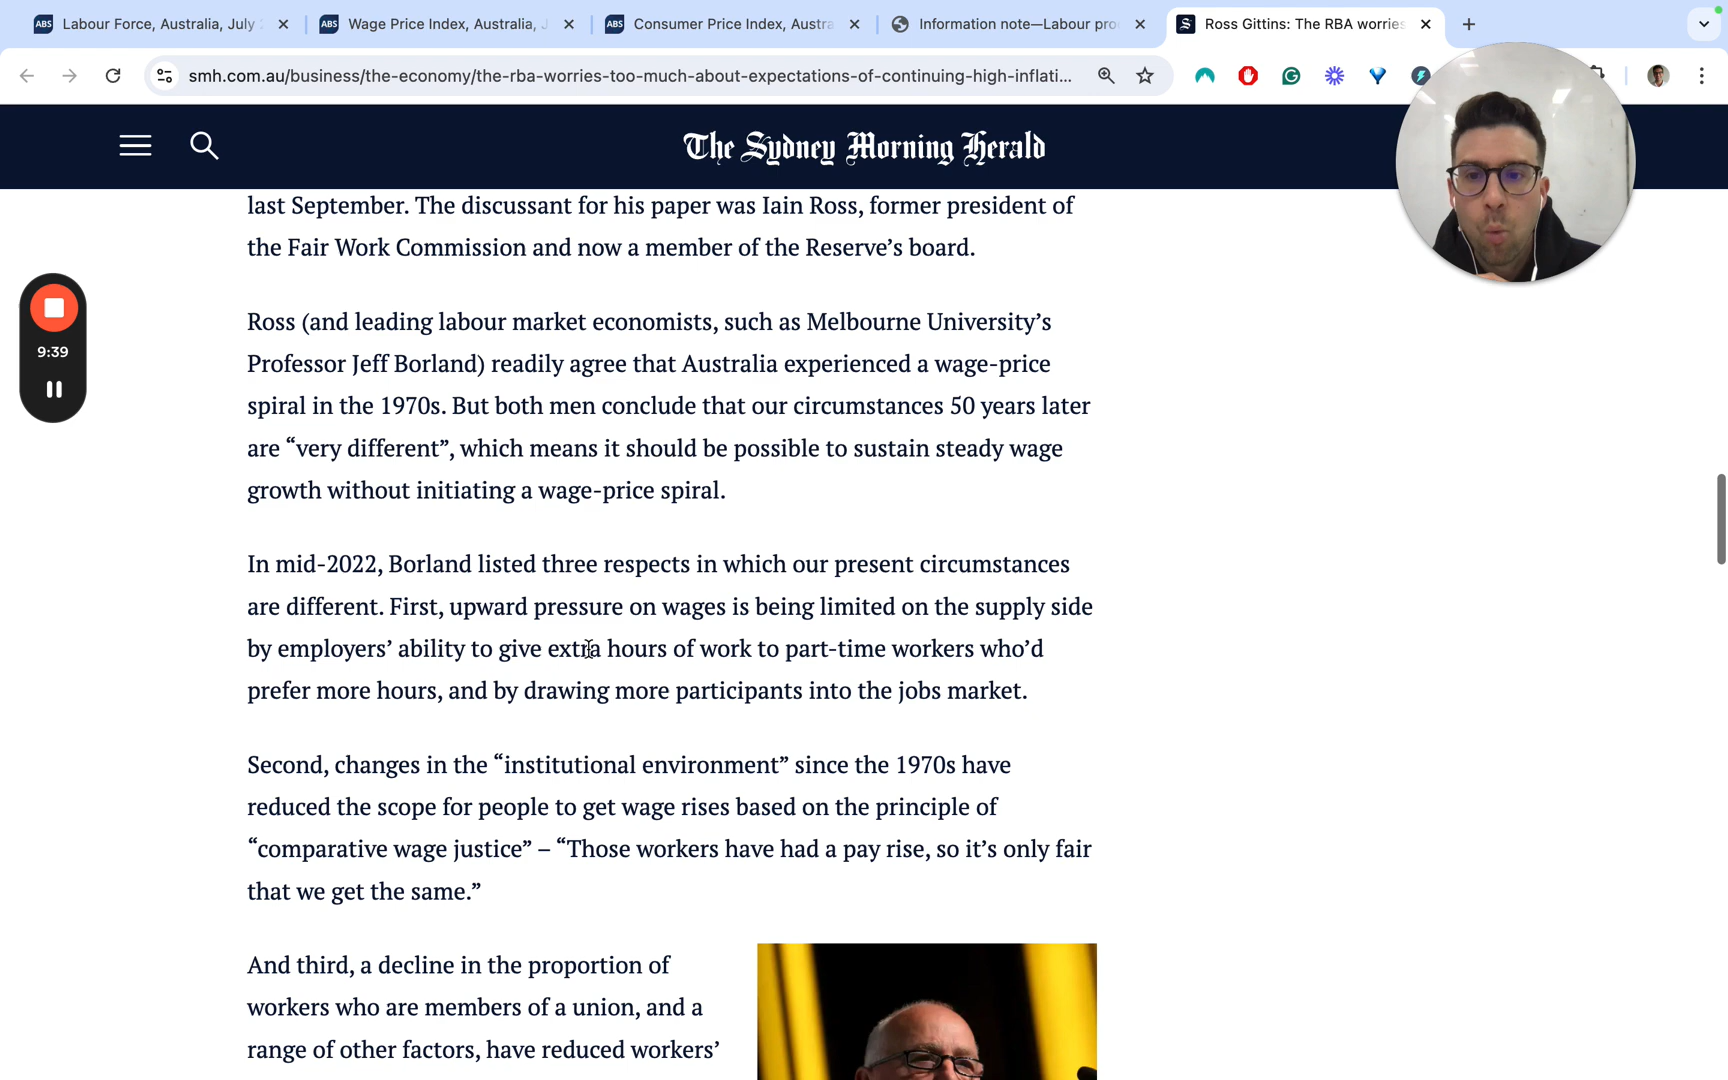 ABS Labour Force, Australia, July
ABS Wage Price Index, Australia, J
ABS Consumer Price Index, Austra
Information note—Labour pro
Ross Gittins: The RBA worries
smh.com.au/business/the-economy/the-rba-worries-too-much-about-expectations-of-continuing-high-inflati...
The Sydney Morning Herald
9:39
last September. The discussant for his paper was Iain Ross, former president of
the Fair Work Commission and now a member of the Reserve’s board.
Ross (and leading labour market economists, such as Melbourne University’s
Professor Jeff Borland) readily agree that Australia experienced a wage-price
spiral in the 1970s. But both men conclude that our circumstances 50 years later
are “very different”, which means it should be possible to sustain steady wage
growth without initiating a wage-price spiral.
In mid-2022, Borland listed three respects in which our present circumstances
are different. First, upward pressure on wages is being limited on the supply side
by employers’ ability to give extra hours of work to part-time workers who’d
prefer more hours, and by drawing more participants into the jobs market.
Second, changes in the “institutional environment” since the 1970s have
reduced the scope for people to get wage rises based on the principle of
“comparative wage justice” – “Those workers have had a pay rise, so it’s only fair
that we get the same.”
And third, a decline in the proportion of
workers who are members of a union, and a
range of other factors, have reduced workers’